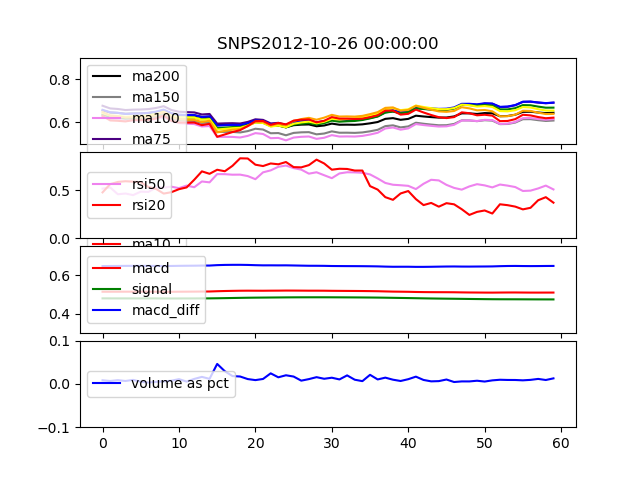 SNPS2012-10-26 00:00:00
0.8
0.6
ma200
ma150
ma100
ma75
0.5
0.0
rsi50
rsi20
ma10
0.6
0.4
macd
signal
macd_diff
0.1
0.0
−0.1
volume as pct
0 10 20 30 40 50 60